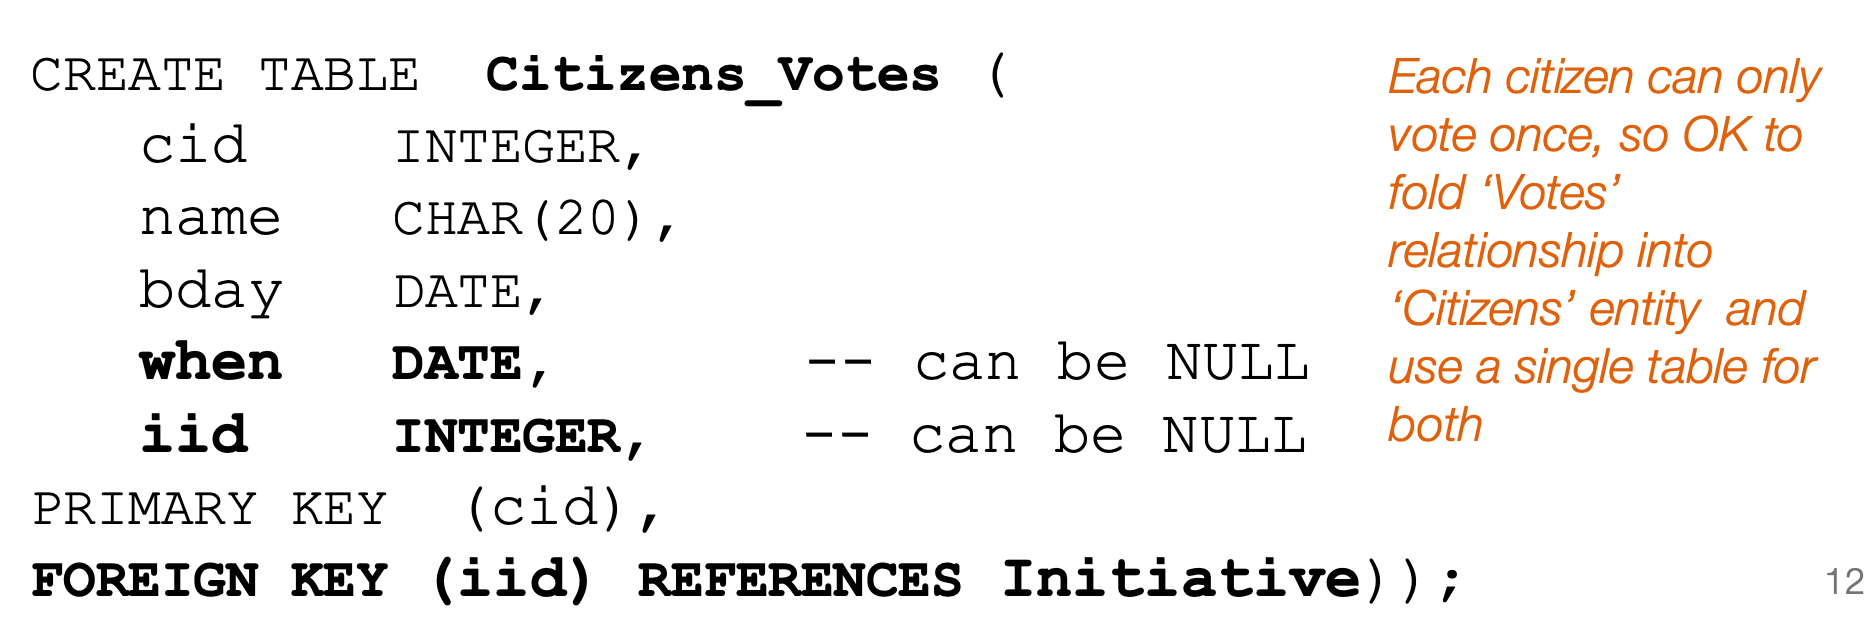 CREATE TABLE Citizens_Votes (
cid INTEGER,
name CHAR(20),
bday DATE,
when DATE, -- can be NULL
iid INTEGER, -- can be NULL
PRIMARY KEY (cid),
FOREIGN KEY (iid) REFERENCES Initiative));
Each citizen can only
vote once, so OK to
fold ‘Votes’
relationship into
‘Citizens’ entity and
use a single table for
both
12